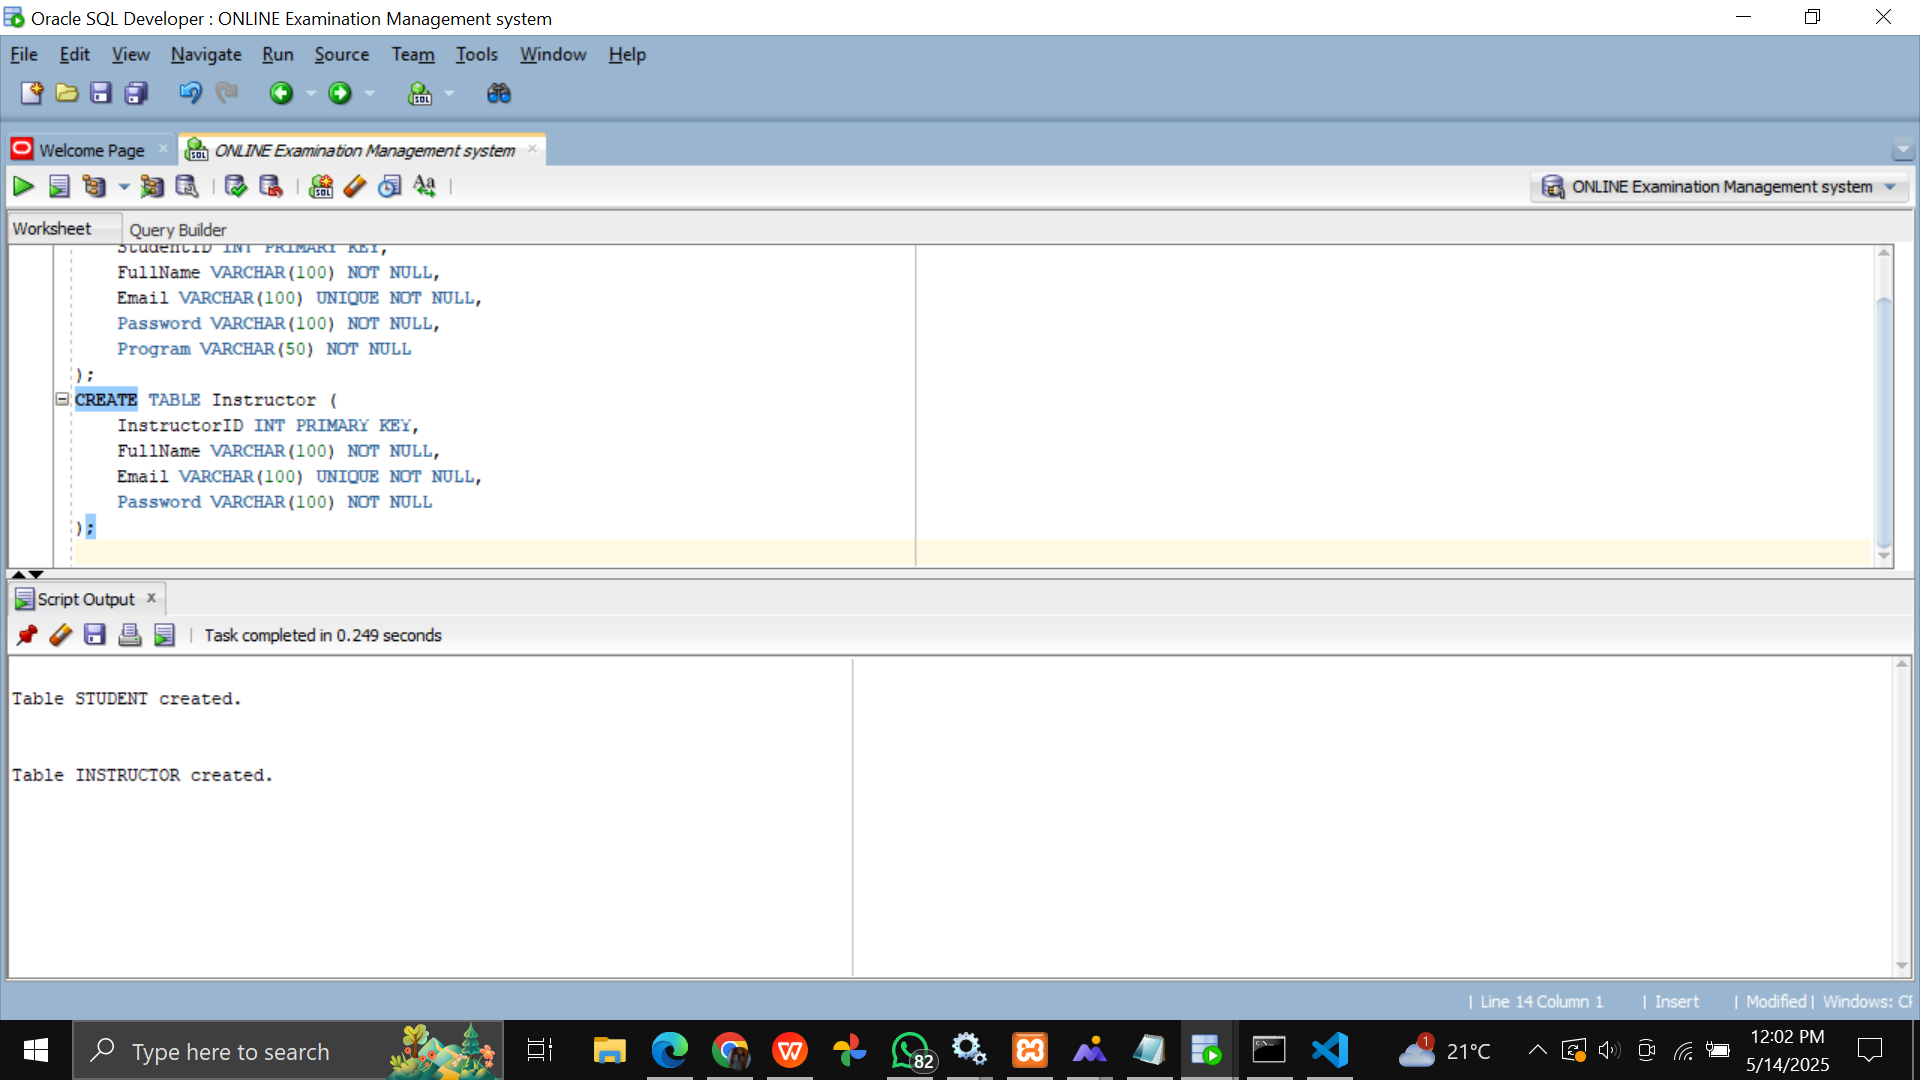 Oracle SQL Developer : ONLINE Examination Management system
File Edit View Navigate Run Source Team Tools Window Help
Welcome Page
ONLINE Examination Management system
ONLINE Examination Management system
Worksheet
Query Builder
StudentID INT PRIMARY KEY,
FullName VARCHAR(100) NOT NULL,
Email VARCHAR(100) UNIQUE NOT NULL,
Password VARCHAR(100) NOT NULL,
Program VARCHAR(50) NOT NULL
);
CREATE TABLE Instructor (
InstructorID INT PRIMARY KEY,
FullName VARCHAR(100) NOT NULL,
Email VARCHAR(100) UNIQUE NOT NULL,
Password VARCHAR(100) NOT NULL
);
Script Output
Task completed in 0.249 seconds
Table STUDENT created.
Table INSTRUCTOR created.
| Line 14 Column 1 | Insert | Modified | Windows:
Type here to search
82
1
21°C
12:02 PM
5/14/2025